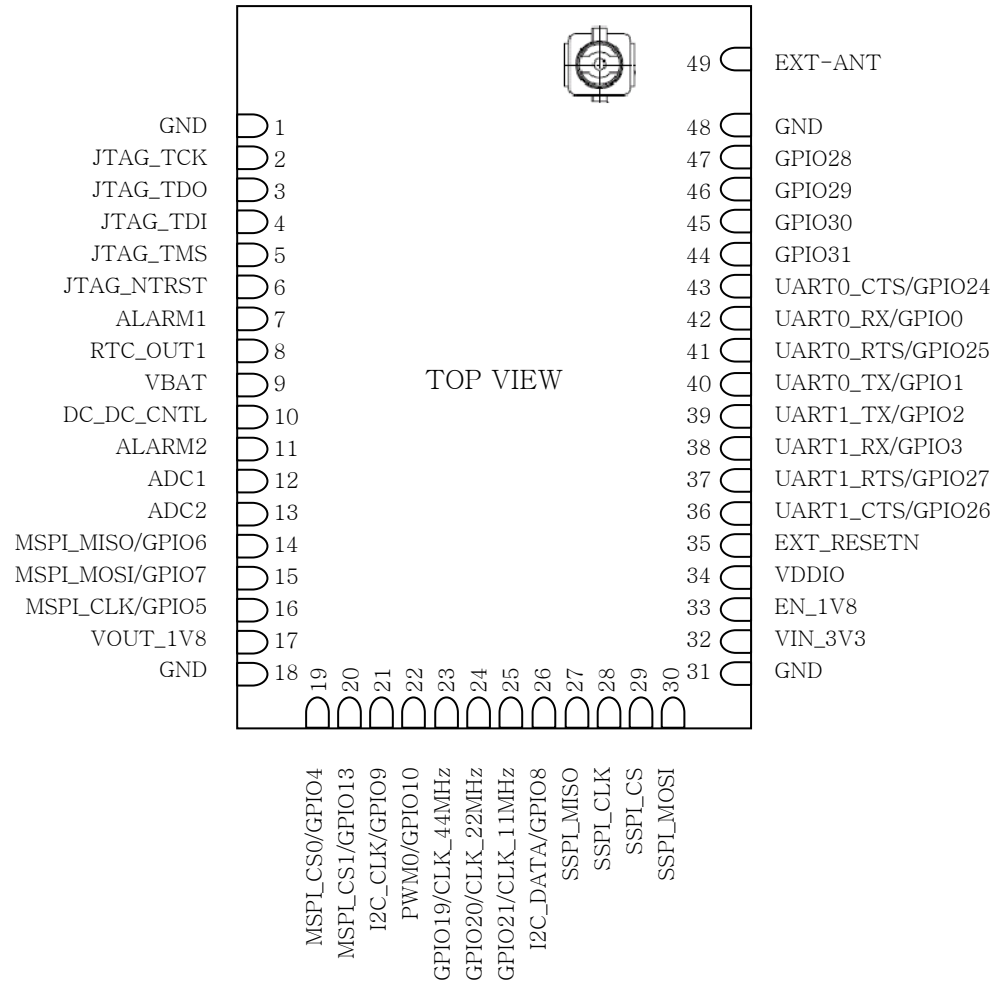 49 EXT-ANT
GND 1
JTAG_TCK 2
JTAG_TDO 3
JTAG_TDI 4
JTAG_TMS 5
JTAG_NTRST 6
ALARM1 7
RTC_OUT1 8
VBAT 9
DC_DC_CNTL 10
ALARM2 11
ADC1 12
ADC2 13
MSPI_MISO/GPIO6 14
MSPI_MOSI/GPIO7 15
MSPI_CLK/GPIO5 16
VOUT_1V8 17
GND 18
TOP VIEW
48 GND
47 GPIO28
46 GPIO29
45 GPIO30
44 GPIO31
43 UART0_CTS/GPIO24
42 UART0_RX/GPIO0
41 UART0_RTS/GPIO25
40 UART0_TX/GPIO1
39 UART1_TX/GPIO2
38 UART1_RX/GPIO3
37 UART1_RTS/GPIO27
36 UART1_CTS/GPIO26
35 EXT_RESETN
34 VDDIO
33 EN_1V8
32 VIN_3V3
31 GND
19 MSPI_CS0/GPIO4
20 MSPI_CS1/GPIO13
21 I2C_CLK/GPIO9
22 PWM0/GPIO10
23 GPIO19/CLK_44MHz
24 GPIO20/CLK_22MHz
25 GPIO21/CLK_11MHz
26 I2C_DATA/GPIO8
27 SSPI_MISO
28 SSPI_CLK
29 SSPI_CS
30 SSPI_MOSI